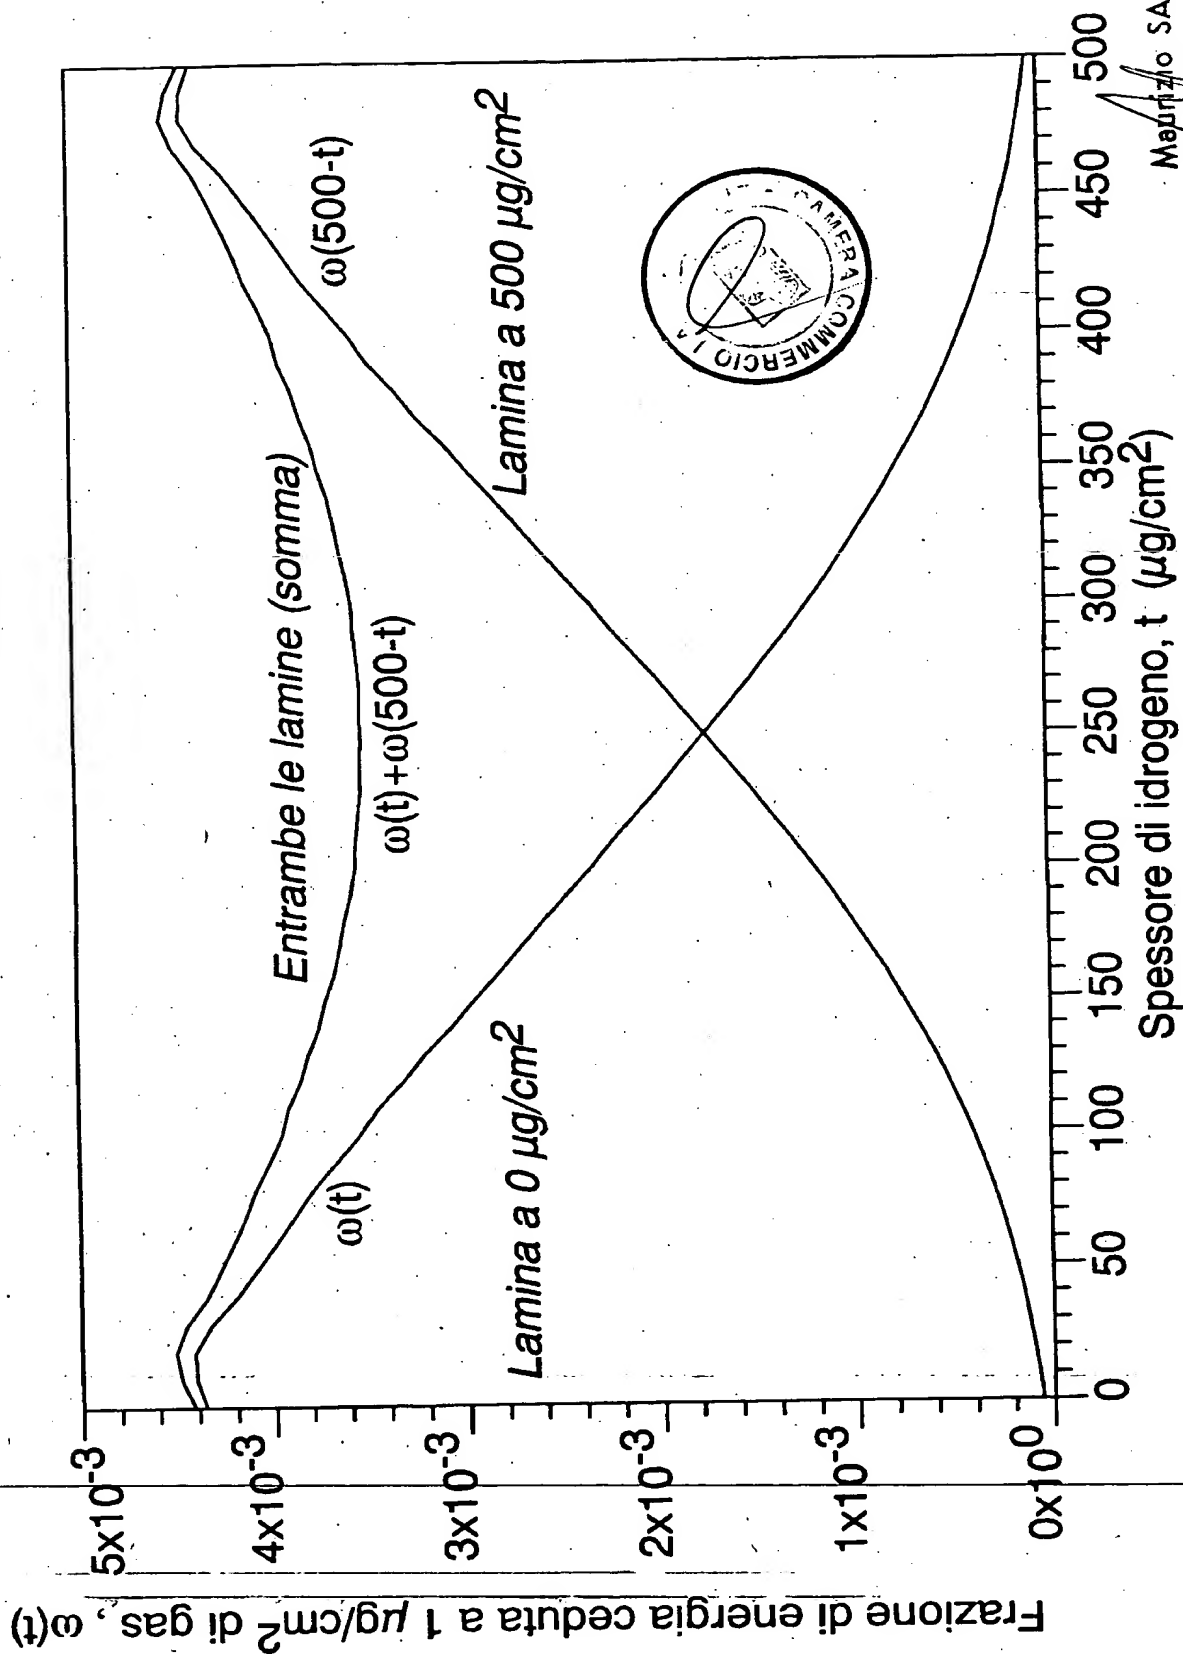 Frazione di energia ceduta a 1 µg/cm² di gas, ω(t)
5x10⁻³
4x10⁻³
3x10⁻³
2x10⁻³
1x10⁻³
0x10⁰
Entrambe le lamine (somma)
ω(t)+ω(500-t)
ω(t)
ω(500-t)
Lamina a 0 µg/cm²
Lamina a 500 µg/cm²
CAMERA COMMERCIO I.A
0 50 100 150 200 250 300 350 400 450 500
Spessore di idrogeno, t (µg/cm²)
Maurizio SA